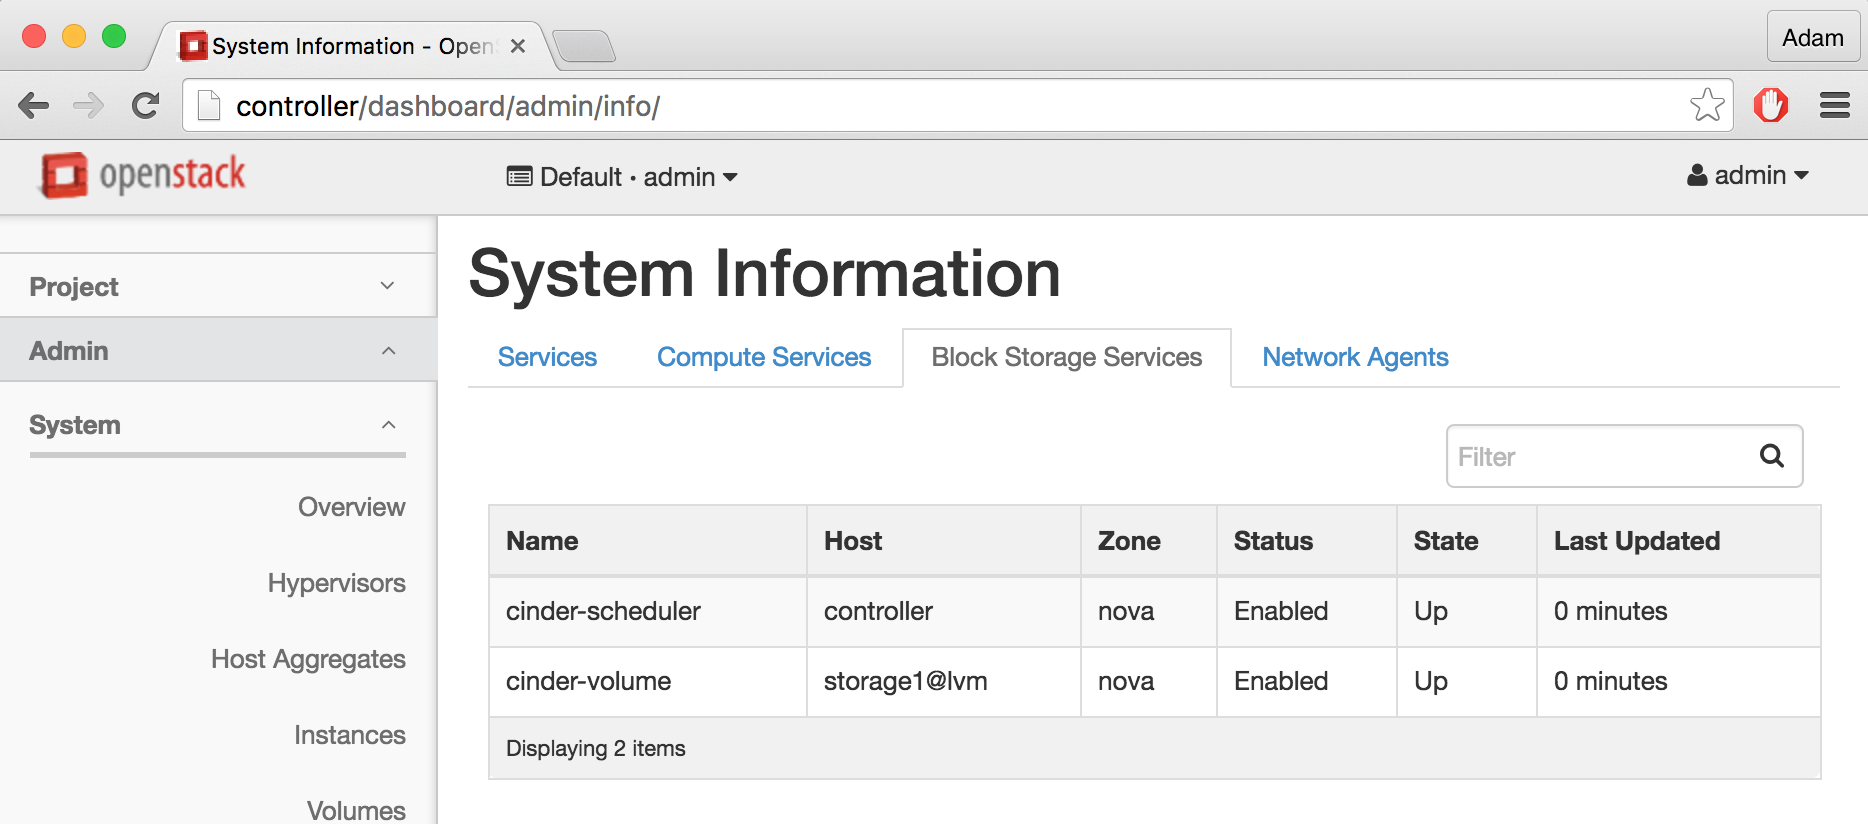 System Information - Open
Adam
controller/dashboard/admin/info/
openstack
Default • admin
admin
Project
Admin
System
Overview
Hypervisors
Host Aggregates
Instances
Volumes
System Information
Services
Compute Services
Block Storage Services
Network Agents
Filter
Name Host Zone Status State Last Updated
cinder-scheduler controller nova Enabled Up 0 minutes
cinder-volume storage1@lvm nova Enabled Up 0 minutes
Displaying 2 items